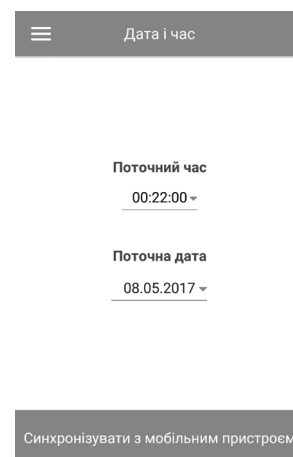 Дата і час
Поточний час
00:22:00
Поточна дата
08.05.2017
Синхронізувати з мобільним пристроєм